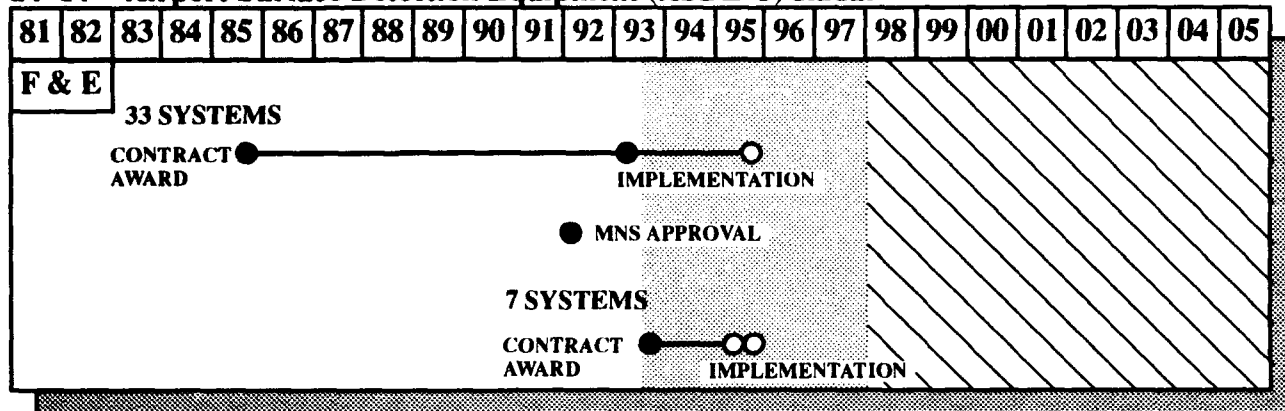 81 82 83 84 85 86 87 88 89 90 91 92 93 94 95 96 97 98 99 00 01 02 03 04 05
F & E
33 SYSTEMS
CONTRACT
AWARD
IMPLEMENTATION
MNS APPROVAL
7 SYSTEMS
CONTRACT
AWARD
IMPLEMENTATION